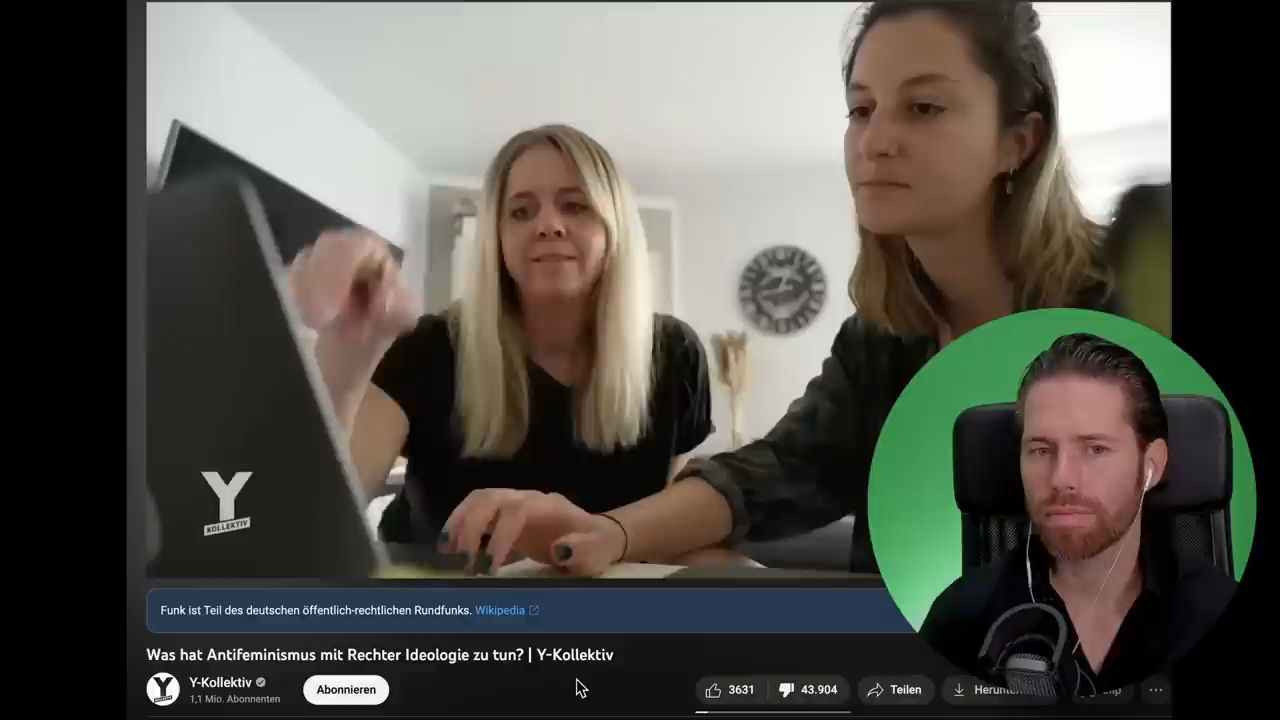 Y
KOLLEKTIV
Funk ist Teil des deutschen öffentlich-rechtlichen Rundfunks. Wikipedia
Was hat Antifeminismus mit Rechter Ideologie zu tun? | Y-Kollektiv
Y-Kollektiv
1,1 Mio. Abonnenten
Abonnieren
3631
43.904
Teilen